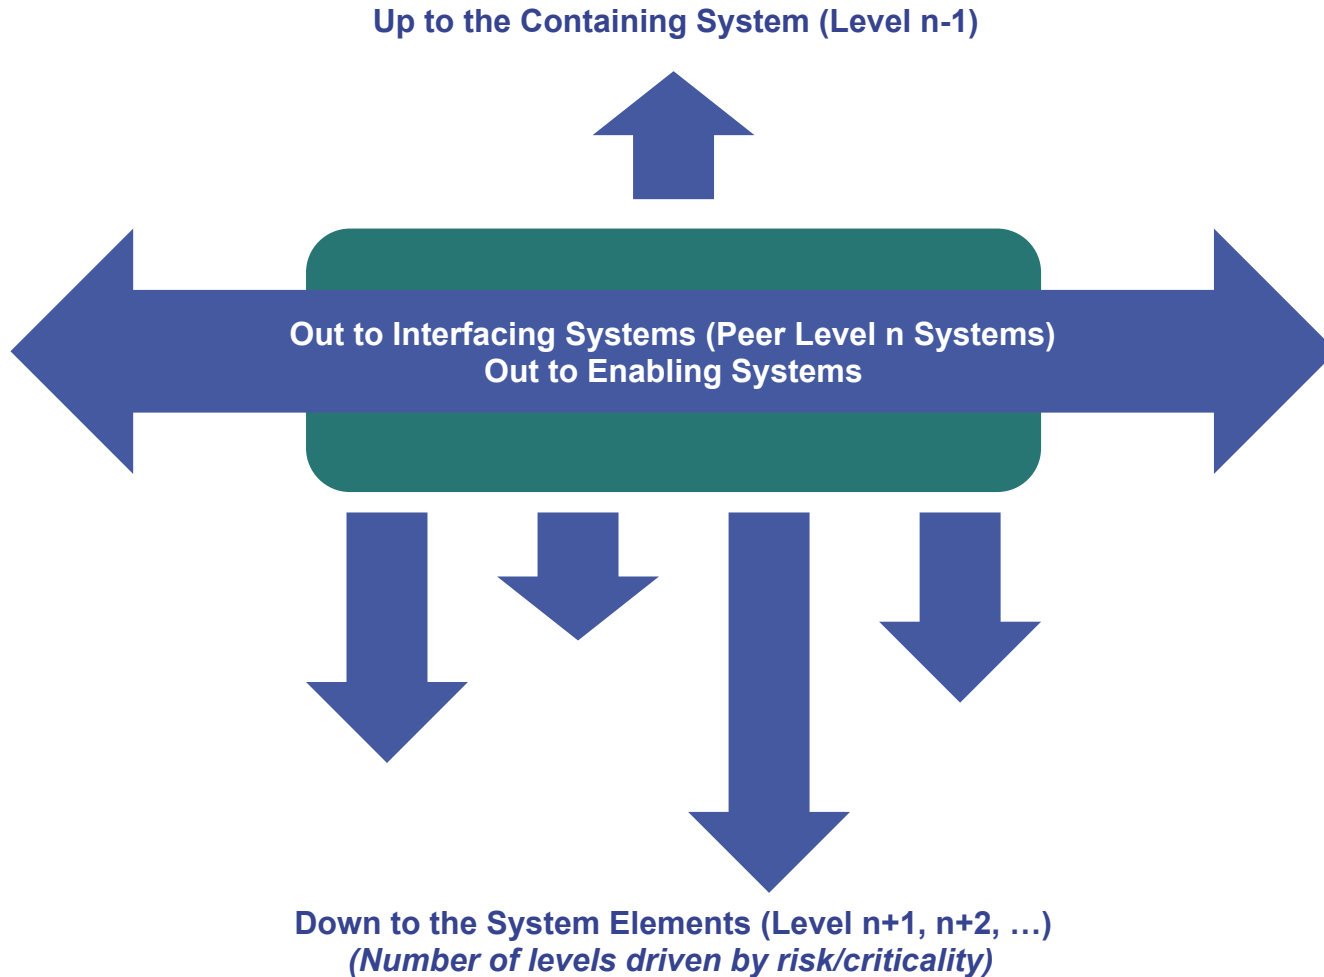 Up to the Containing System (Level n-1)
Out to Interfacing Systems (Peer Level n Systems)
Out to Enabling Systems
Down to the System Elements (Level n+1, n+2, …)
(Number of levels driven by risk/criticality)